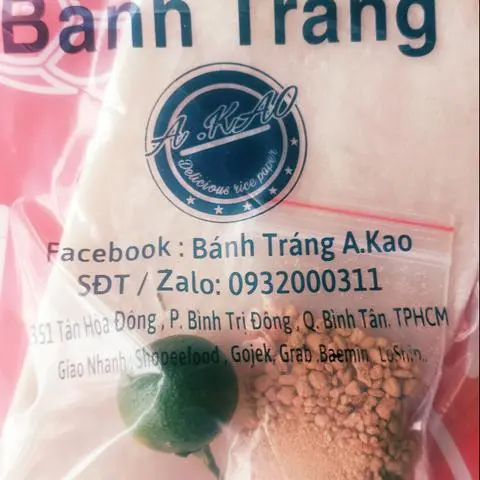 Bánh Tráng
A.KAO
Delicious rice paper
Facebook : Bánh Tráng A.Kao
SĐT / Zalo: 0932000311
351 Tân Hòa Đông , P. Bình Trị Đông , Q. Bình Tân. TPHCM
Giao Nhanh , Shopeefood , Gojek, Grab ,Baemin,